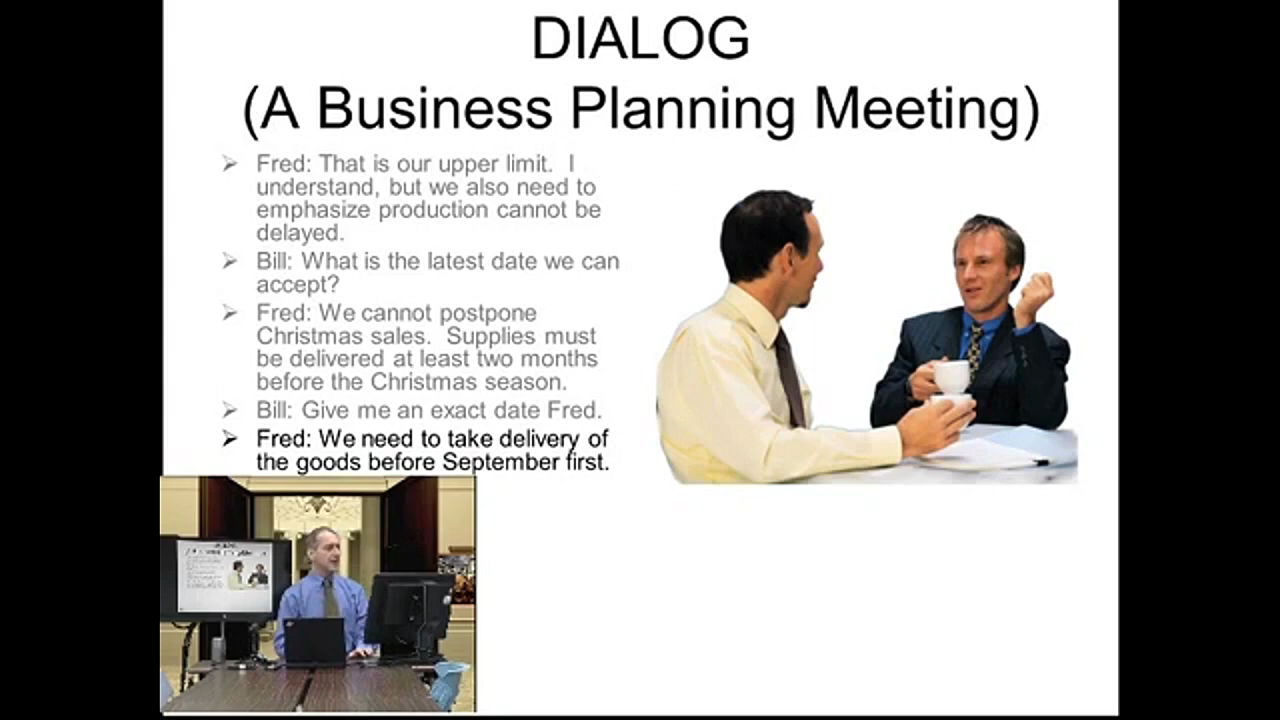 DIALOG
(A Business Planning Meeting)
Fred: That is our upper limit.  I
understand, but we also need to
emphasize production cannot be
delayed.
Bill: What is the latest date we can
accept?
Fred: We cannot postpone
Christmas sales.  Supplies must
be delivered at least two months
before the Christmas season.
Bill: Give me an exact date Fred.
Fred: We need to take delivery of
the goods before September first.